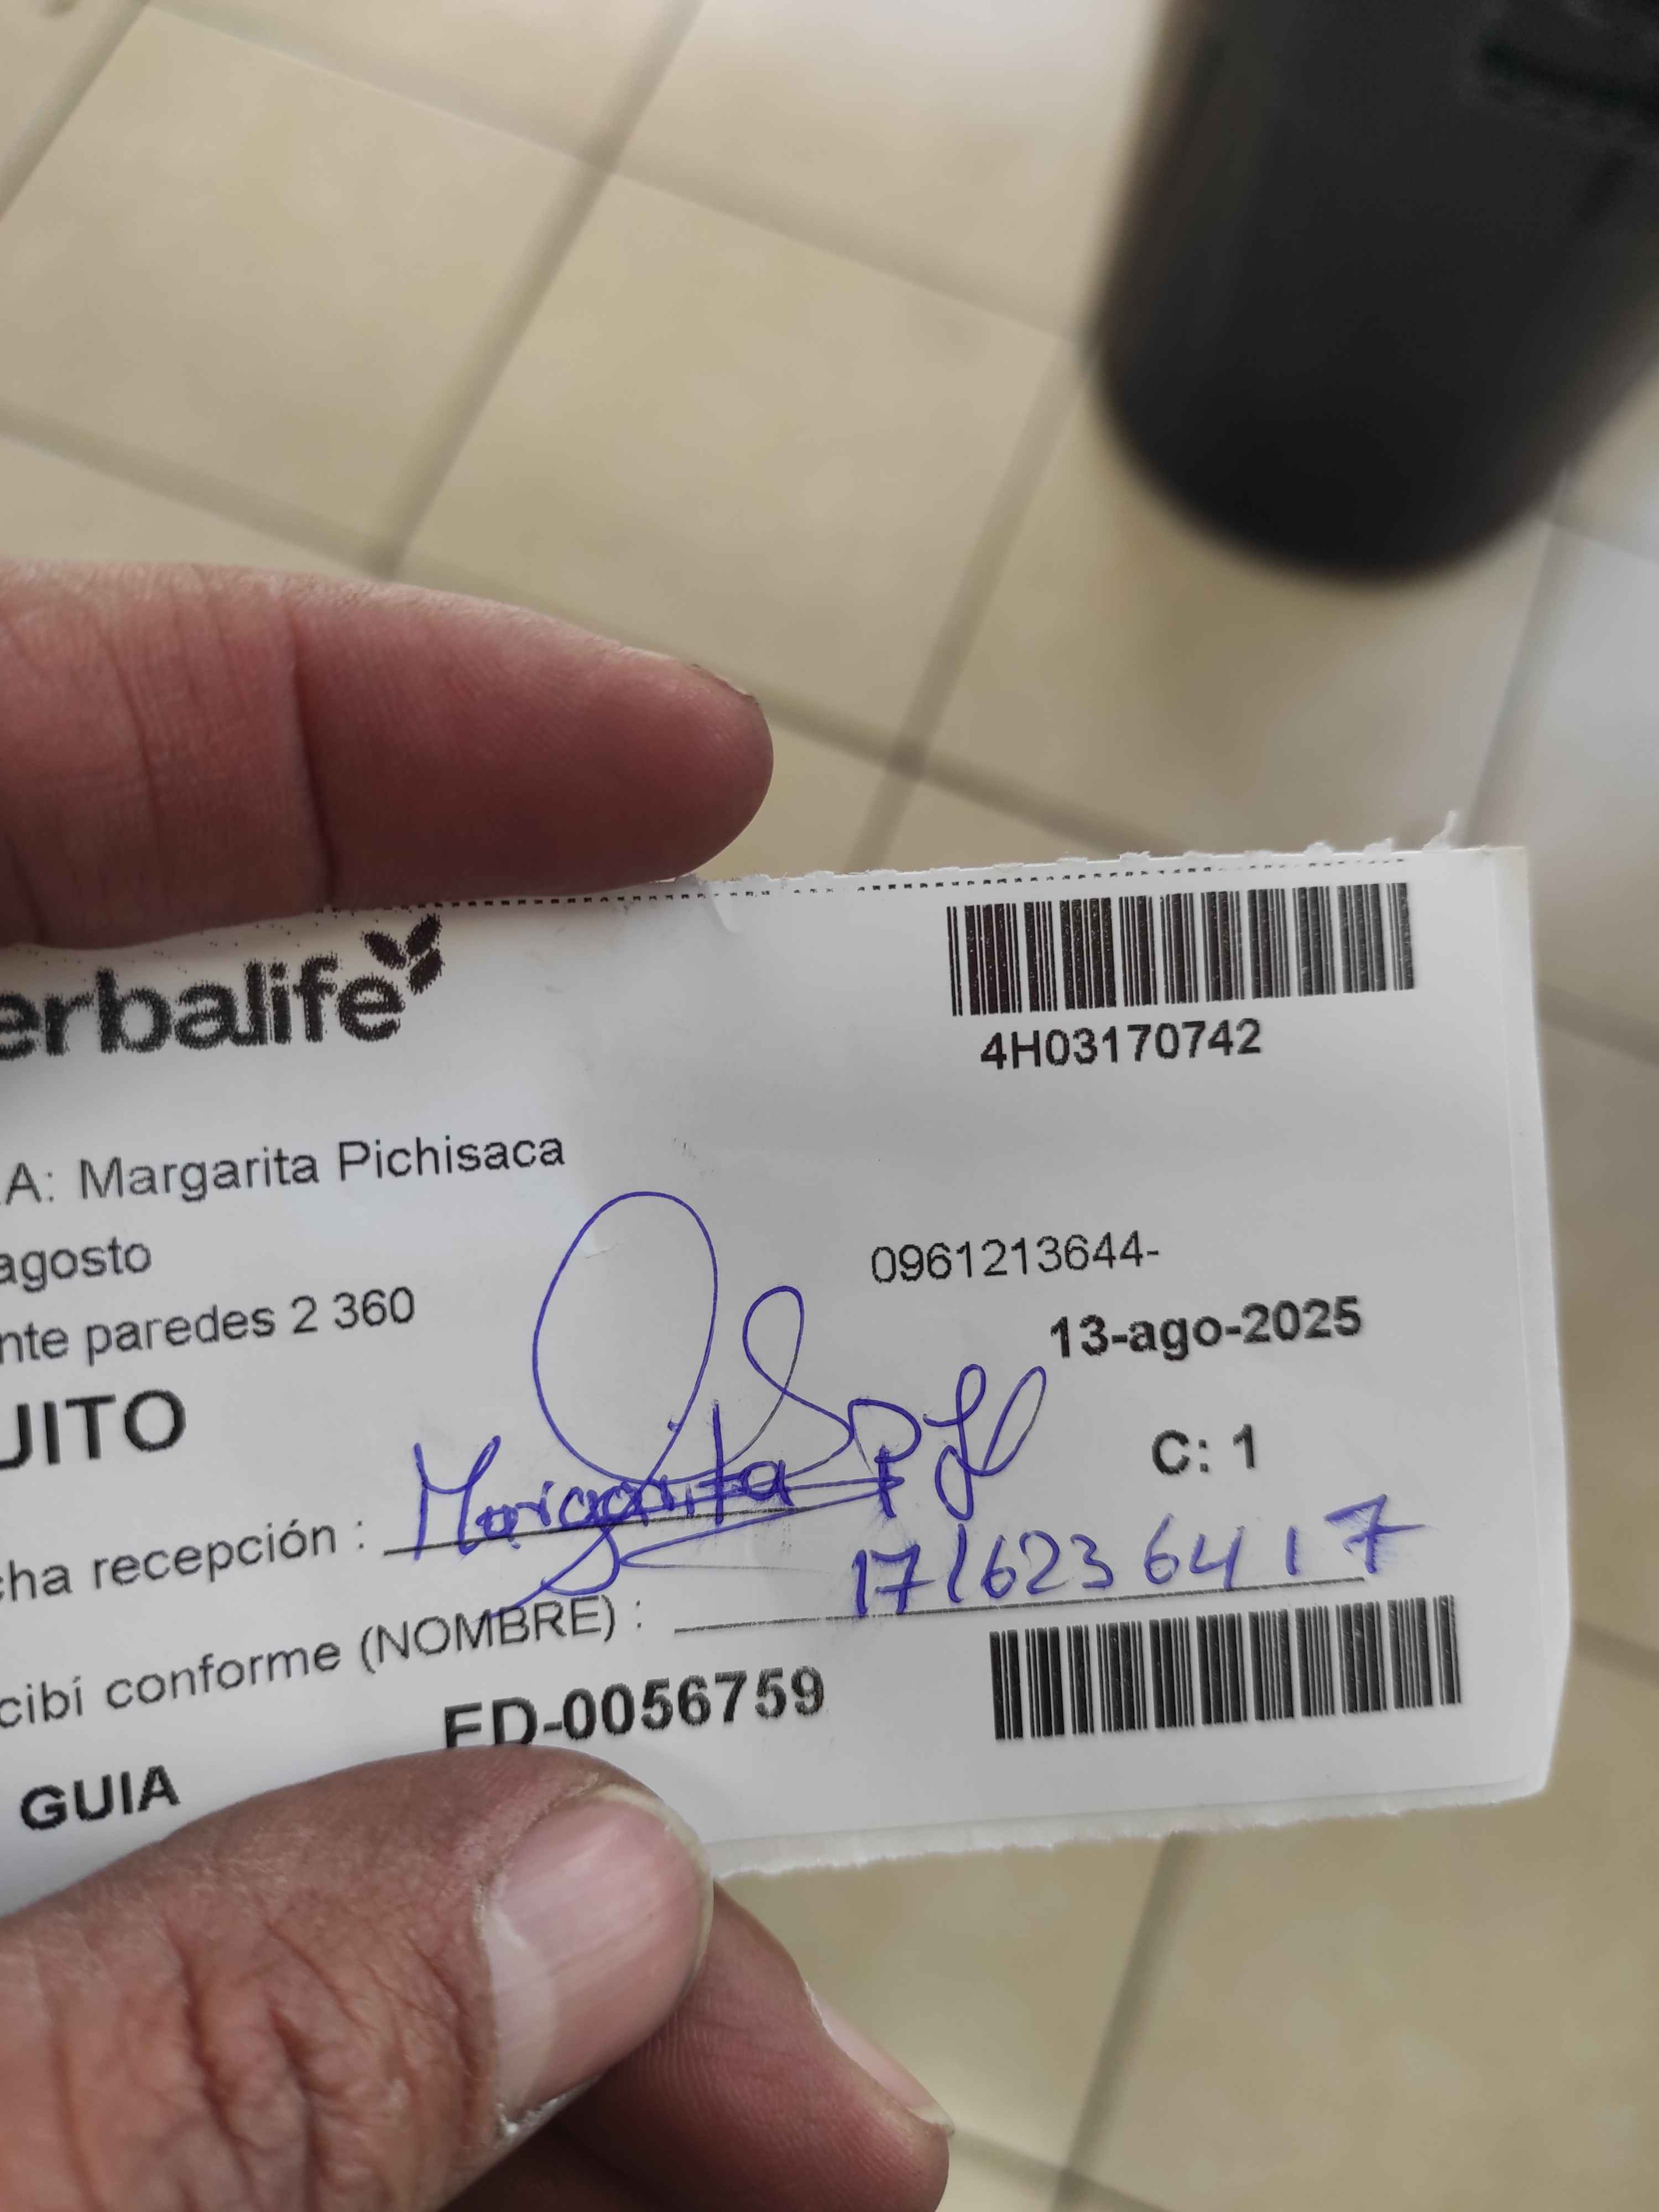 erbalife
4H03170742
A: Margarita Pichisaca
agosto
0961213644-
nte paredes 2 360
13-ago-2025
UITO
C: 1
cha recepción : Margarita P
cibí conforme (NOMBRE) : 1716236417
ED-0056759
GUIA